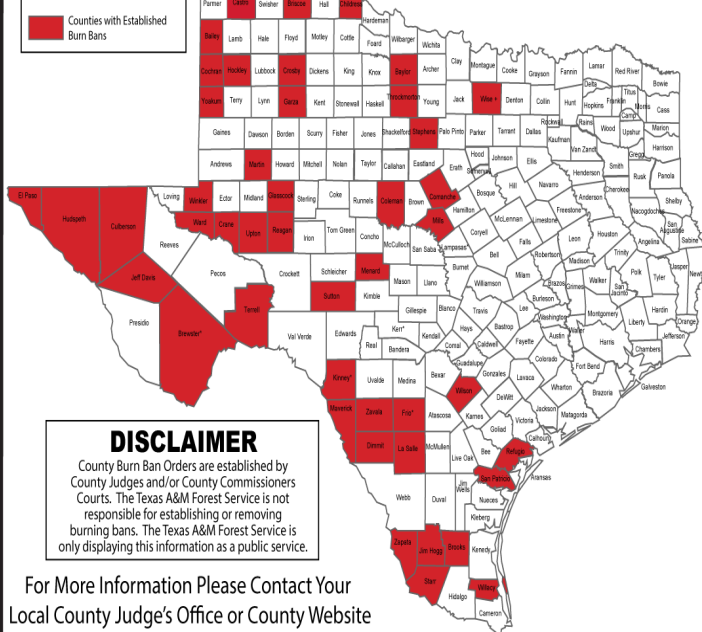 Parmer Castro Swisher Briscoe Hall Childress
Hardeman
Counties with Established
Burn Bans
Bailey Lamb Hale Floyd Motley Cottle Foard Wilbarger Wichita
Clay Montague Cooke Grayson Fannin Lamar Red River Bowie
Cochran Hockley Lubbock Crosby Dickens King Knox Baylor Archer
Delta Titus Franklin Morris Cass
Yoakum Terry Lynn Garza Kent Stonewall Haskell Throckmorton Young Jack Wise * Denton Collin Hunt Hopkins Camp
Rockwall Rains Wood Upshur Marion
Gaines Dawson Borden Scurry Fisher Jones Shackelford Stephens Palo Pinto Parker Tarrant Dallas Kaufman Van Zandt Gregg Harrison
Andrews Martin Howard Mitchell Nolan Taylor Callahan Eastland Erath Hood Somervell Johnson Ellis Henderson Smith Rusk Panola
El Paso Hudspeth Culberson Loving Winkler Ector Midland Glasscock Sterling Coke Runnels Coleman Brown Comanche Bosque Hill Navarro Anderson Cherokee Shelby
Hamilton Freestone Nacogdoches
Ward Crane Upton Reagan Irion Tom Green Concho Mills McLennan Limestone San Augustine
Reeves McCulloch San Saba Lampasas Coryell Falls Leon Houston Angelina Sabine
Jeff Davis Pecos Crockett Schleicher Menard Mason Llano Burnet Bell Robertson Madison Trinity Polk Tyler Jasper Newt
Presidio Brewster* Terrell Sutton Kimble Williamson Milam Brazos Grimes Walker San Jacinto
Gillespie Blanco Travis Burleson Lee Washington Montgomery Liberty Hardin Orange
Val Verde Edwards Kerr* Kendall Hays Bastrop Austin Waller Harris Jefferson
Real Bandera Comal Caldwell Fayette Chambers
Guadalupe Colorado Fort Bend
Kinney* Uvalde Medina Bexar Gonzales Lavaca Wharton Brazoria Galveston
Wilson DeWitt
Maverick Zavala Frio* Atascosa Karnes Victoria Jackson Matagorda
Goliad Calhoun
Dimmit La Salle McMullen Live Oak Bee Refugio
San Patricio Aransas
Webb Duval Jim Wells Nueces
Kleberg
Zapata Jim Hogg Brooks Kenedy
Starr Hidalgo Willacy
Cameron
DISCLAIMER
County Burn Ban Orders are established by
County Judges and/or County Commissioners
Courts. The Texas A&M Forest Service is not
responsible for establishing or removing
burning bans. The Texas A&M Forest Service is
only displaying this information as a public service.
For More Information Please Contact Your
Local County Judge's Office or County Website